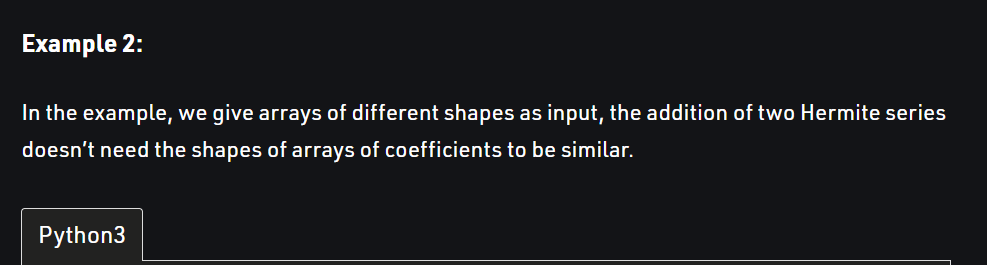 Example 2:
In the example, we give arrays of different shapes as input, the addition of two Hermite series
doesn’t need the shapes of arrays of coefficients to be similar.
Python3